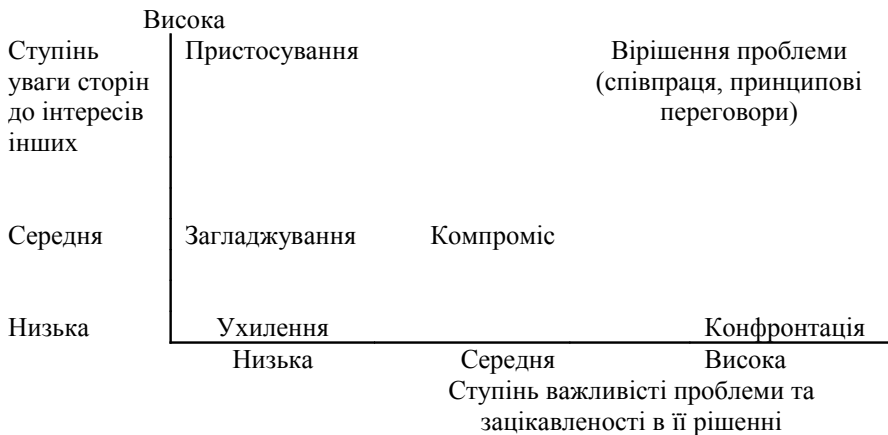 Висока
Ступінь Пристосування Вирішення проблеми
уваги сторін (співпраця, принципові
до інтересів переговори)
інших
Середня Загладжування Компроміс
Низька Ухилення Конфронтація
Низька Середня Висока
Ступінь важливісті проблеми та
зацікавленості в її рішенні